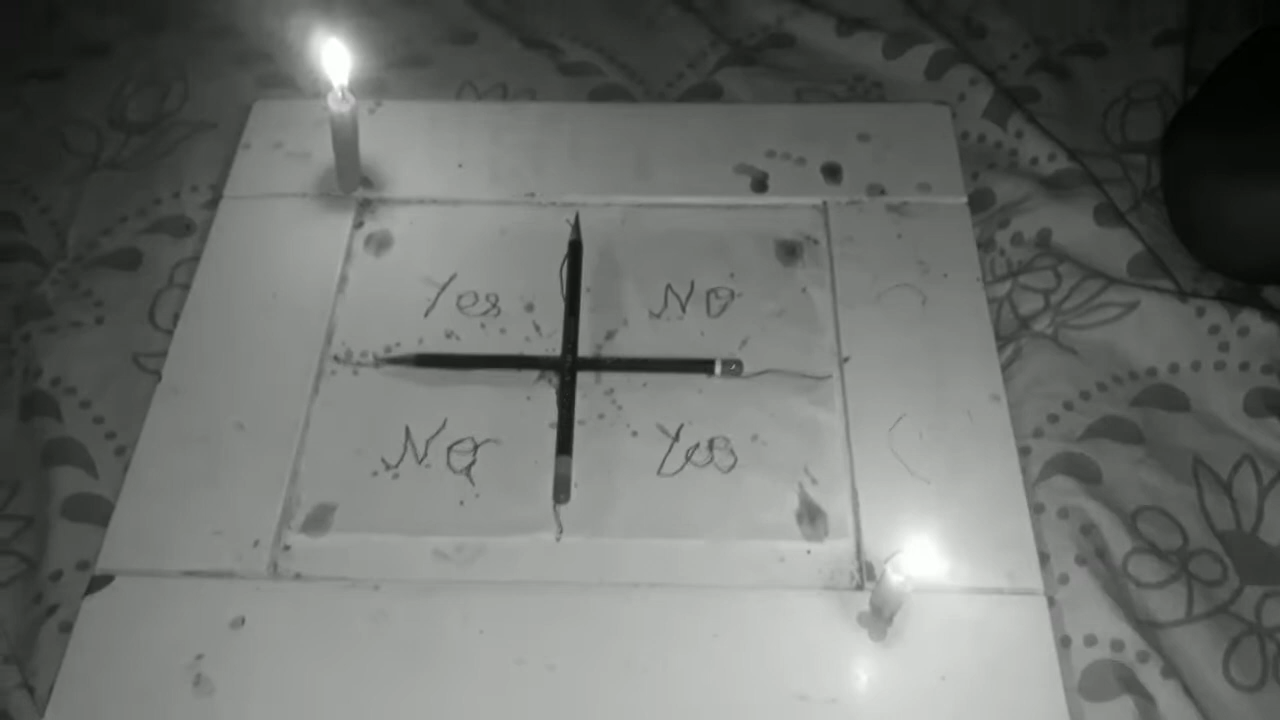 Yes No
No Yes